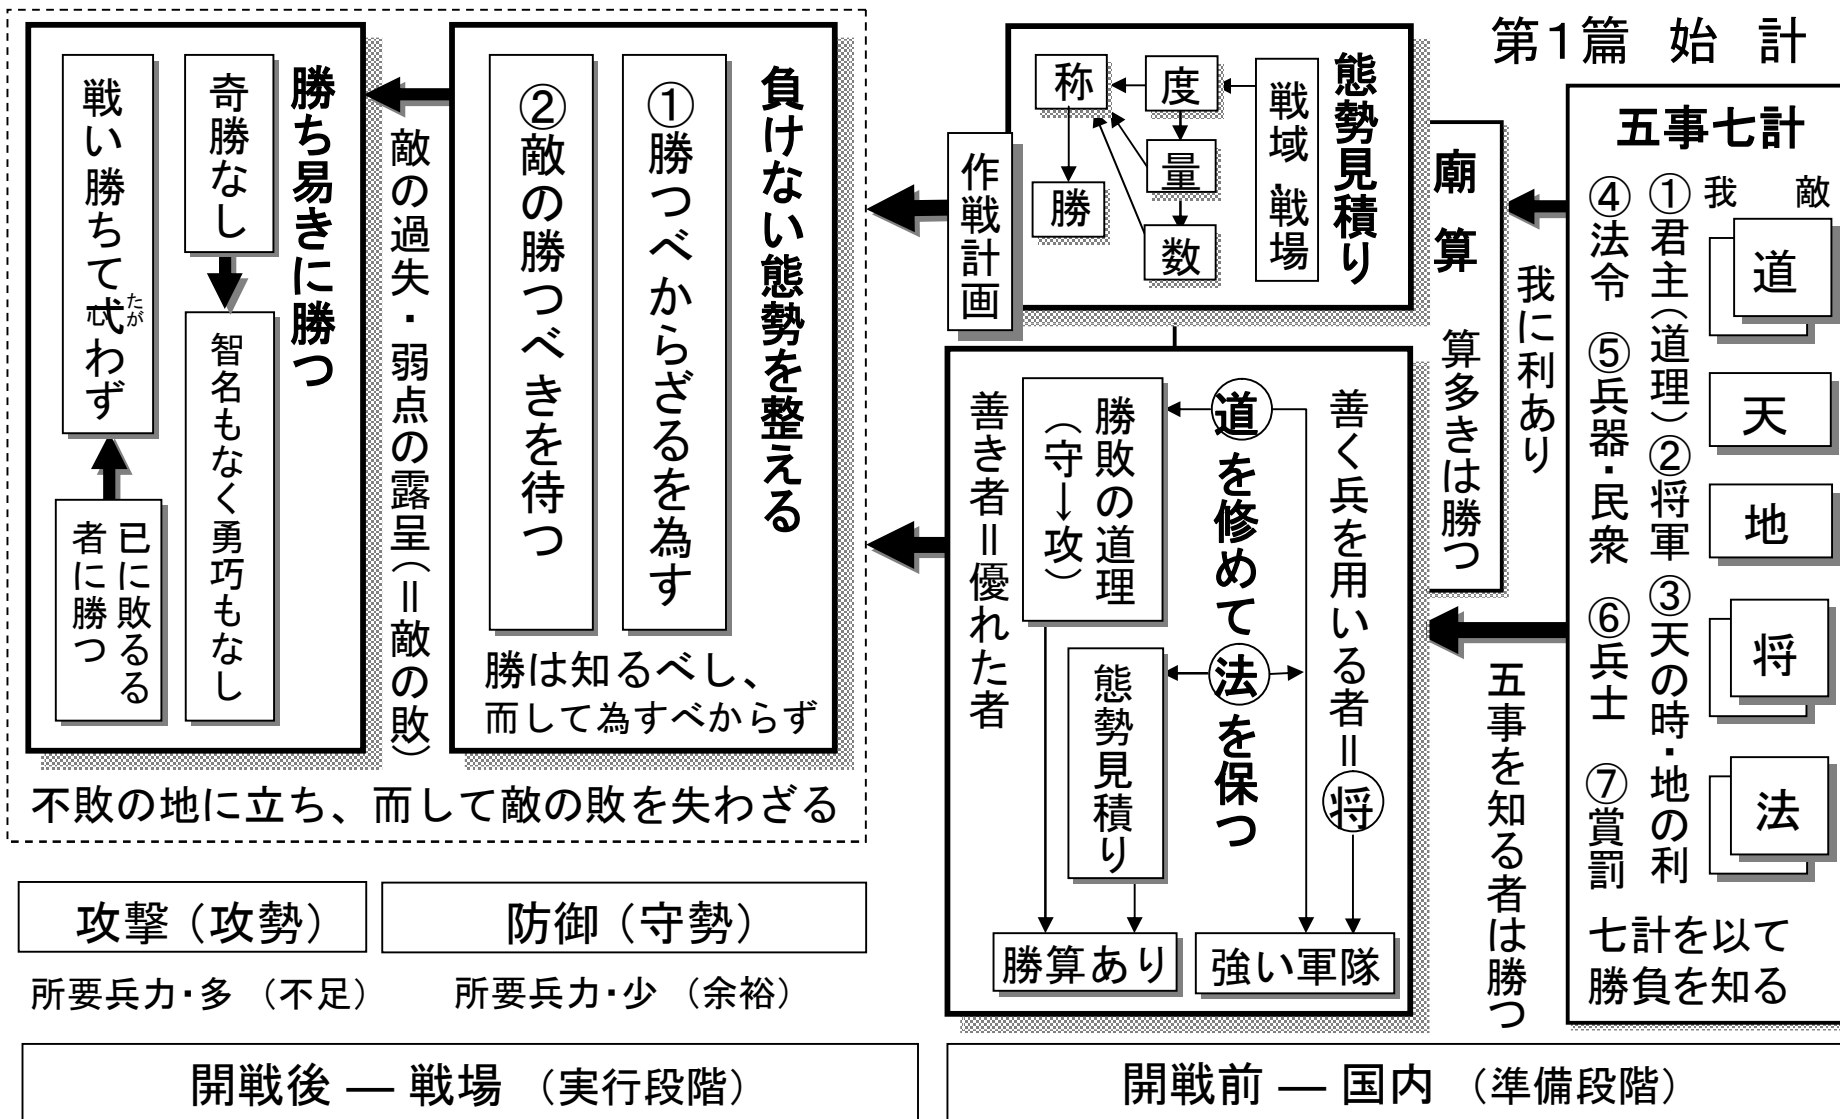 第1篇 始 計
五事七計
敵
我
道
天
地
将
法
①君主（道理）②将軍 ③天の時・地の利
④法令 ⑤兵器・民衆 ⑥兵士 ⑦賞罰
七計を以て
勝負を知る
我に利あり
五事を知る者は勝つ
廟算
算多きは勝つ
態勢見積り
戦域・戦場
度
量
数
称
勝
作戦計画
善く兵を用いる者＝将
道を修めて法を保つ
勝敗の道理
（守→攻）
態勢見積り
善き者＝優れた者
強い軍隊
勝算あり
負けない態勢を整える
①勝つべからざるを為す
②敵の勝つべきを待つ
勝は知るべし、
而して為すべからず
敵の過失・弱点の露呈（＝敵の敗）
勝ち易きに勝つ
奇勝なし
智名もなく勇巧もなし
戦い勝ちて忒わず
たが
已に敗るる
者に勝つ
不敗の地に立ち、而して敵の敗を失わざる
防御（守勢）
攻撃（攻勢）
所要兵力・少 （余裕）
所要兵力・多 （不足）
開戦前 ― 国内 （準備段階）
開戦後 ― 戦場 （実行段階）